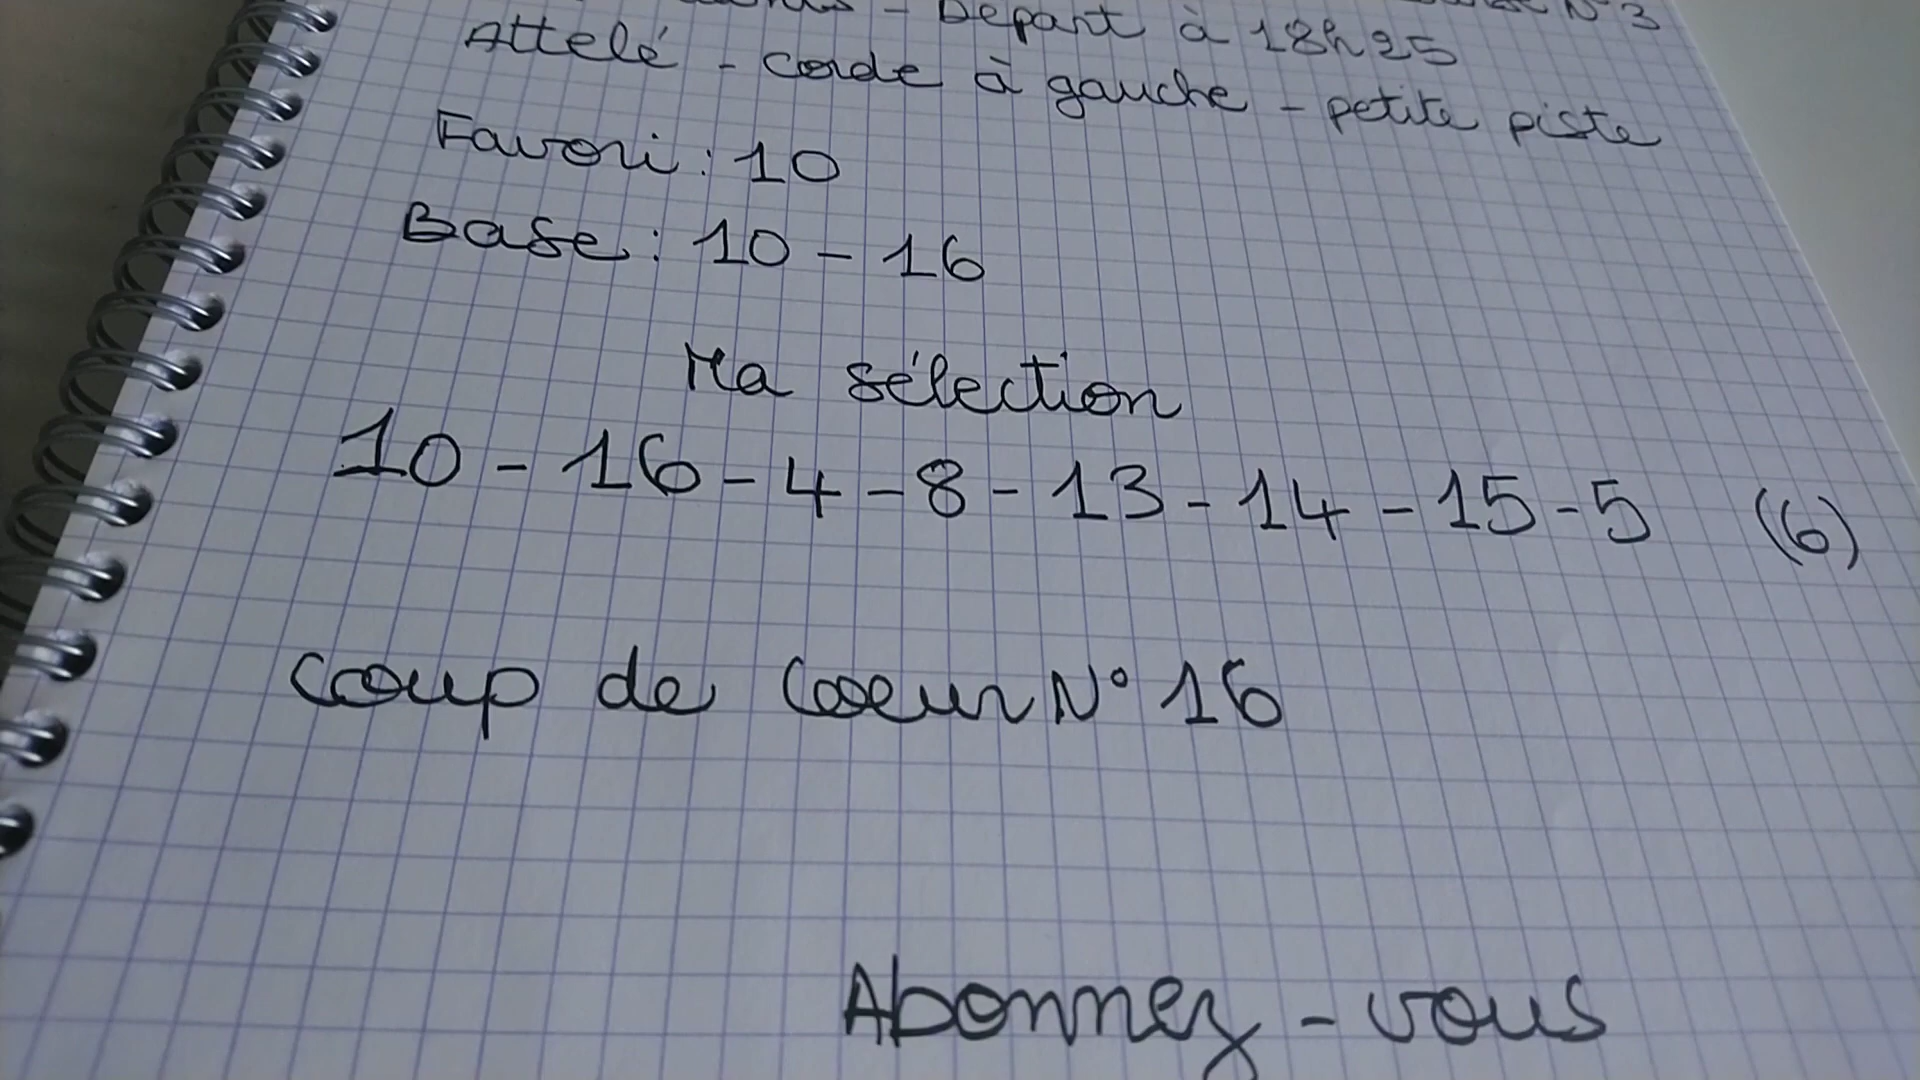 - Départ à 18h25 N°3
Attelé - corde à gauche - petite piste
Favori : 10
Base : 10 - 16
Ma sélection
10 - 16 - 4 - 8 - 13 - 14 - 15 - 5 (6)
Coup de Coeur N° 16
Abonnez-vous